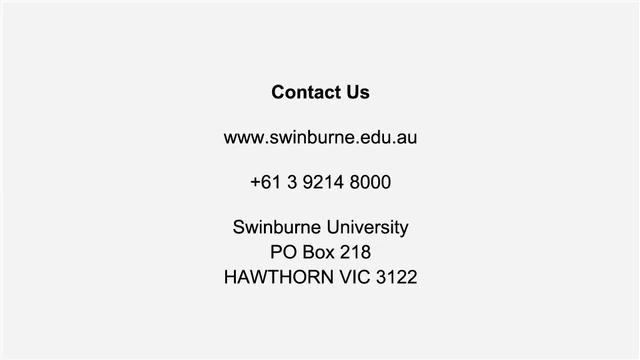 Contact Us
www.swinburne.edu.au
+61 3 9214 8000
Swinburne University
PO Box 218
HAWTHORN VIC 3122